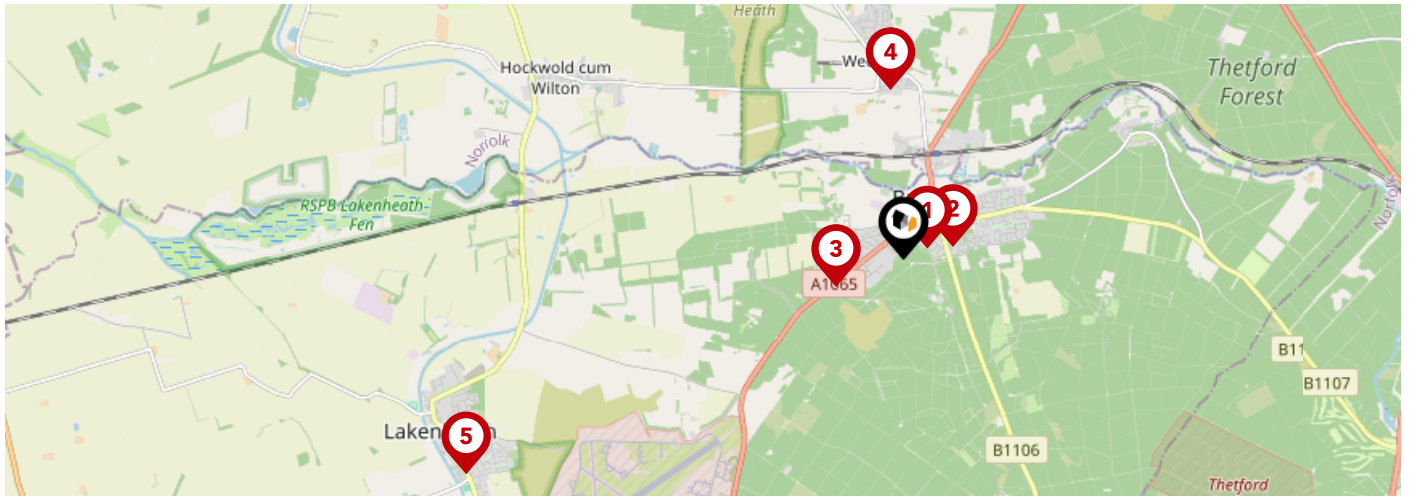 Heath
4
Thetford
Forest
Hockwold cum
Wilton
Norfolk
RSPB Lakenheath
Fen
Norfolk
1
2
3
A1065
B11
B1107
5
B1106
Thetford